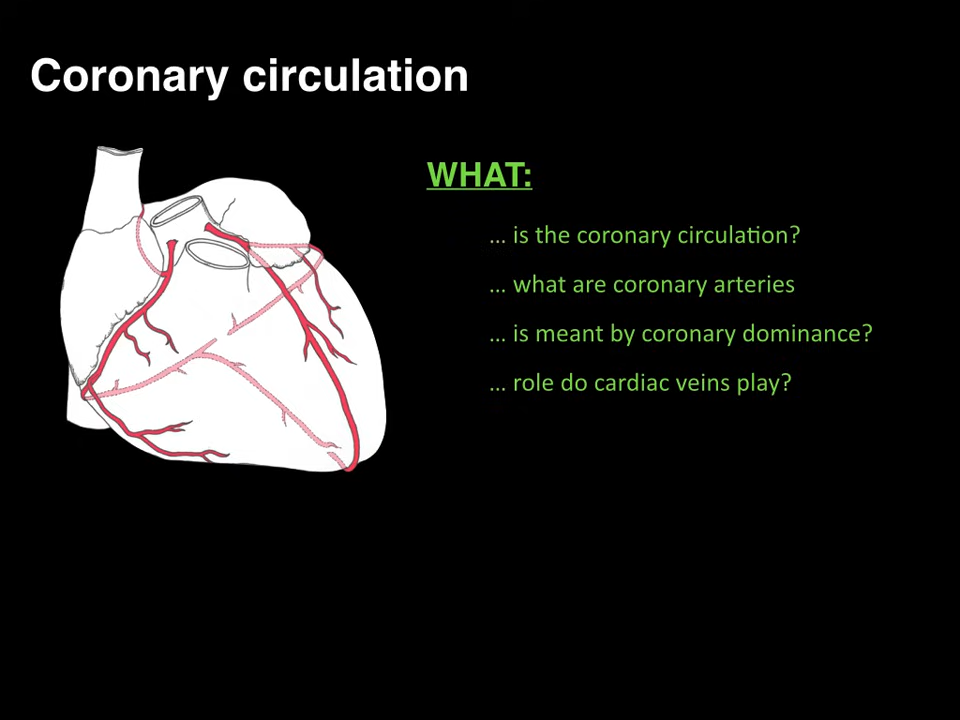 Coronary circulation
WHAT:
... is the coronary circulation?
... what are coronary arteries
... is meant by coronary dominance?
... role do cardiac veins play?